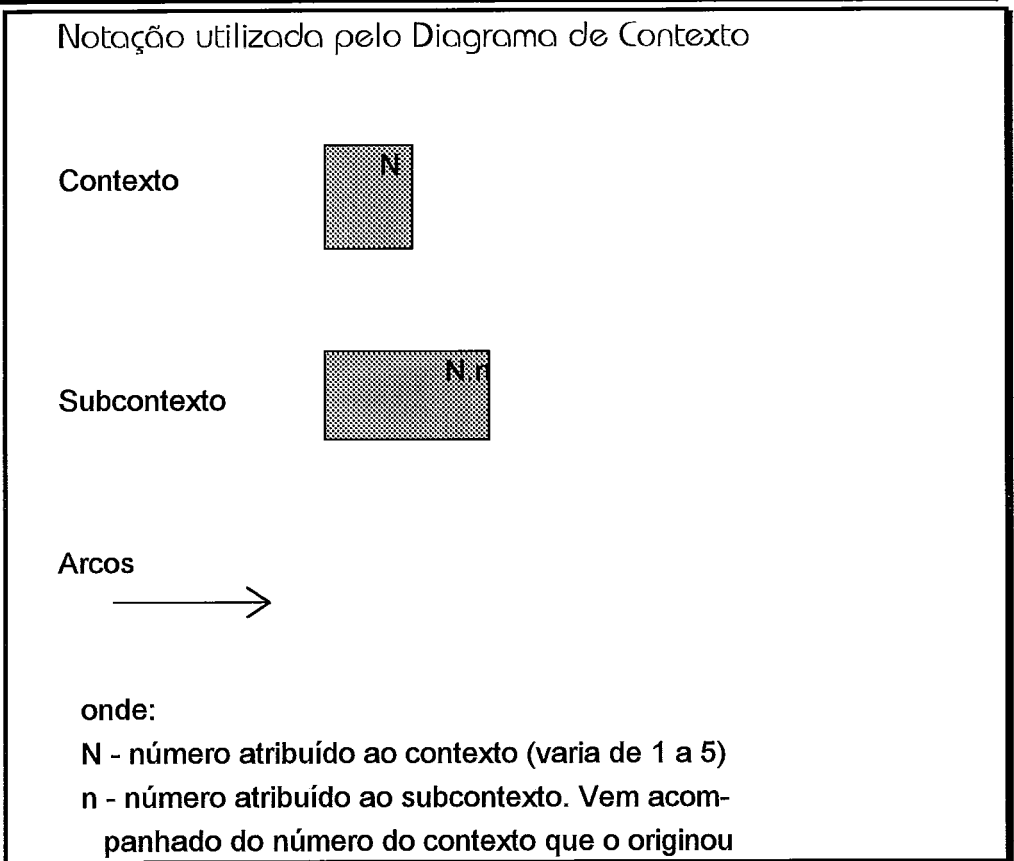 Notação utilizada pelo Diagrama de Contexto
N
Contexto
N.n
Subcontexto
Arcos
onde:
N - número atribuído ao contexto (varia de 1 a 5)
n - número atribuído ao subcontexto. Vem acom-
panhado do número do contexto que o originou